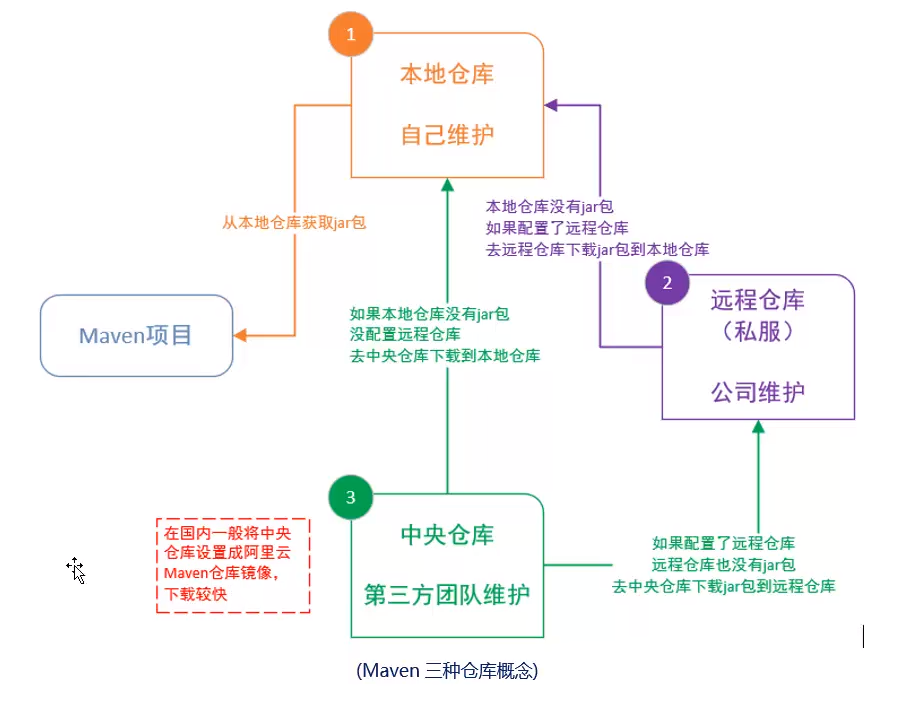 1
本地仓库
自己维护
从本地仓库获取jar包
本地仓库没有jar包
如果配置了远程仓库
去远程仓库下载jar包到本地仓库
2
远程仓库
（私服）
公司维护
Maven项目
如果本地仓库没有jar包
没配置远程仓库
去中央仓库下载到本地仓库
3
中央仓库
第三方团队维护
在国内一般将中央
仓库设置成阿里云
Maven仓库镜像，
下载较快
如果配置了远程仓库
远程仓库也没有jar包
去中央仓库下载jar包到远程仓库
(Maven 三种仓库概念)